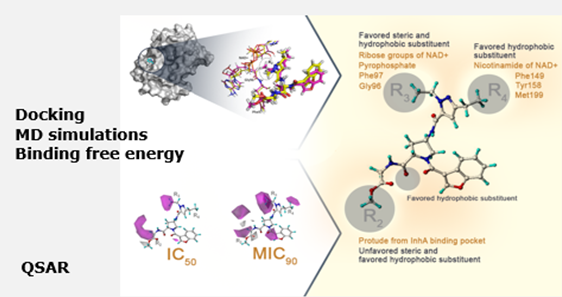 Docking
MD simulations
Binding free energy
QSAR
IC50
MIC90
Favored steric and
hydrophobic substituent
Ribose groups of NAD+
Pyrophosphate
Phe97
Gly96
Favored hydrophobic
substituent
Nicotinamide of NAD+
Phe149
Tyr158
Met199
R3
R4
Favored hydrophobic substituent
R2
Protude from InhA binding pocket
Unfavored steric and
favored hydrophobic substituent